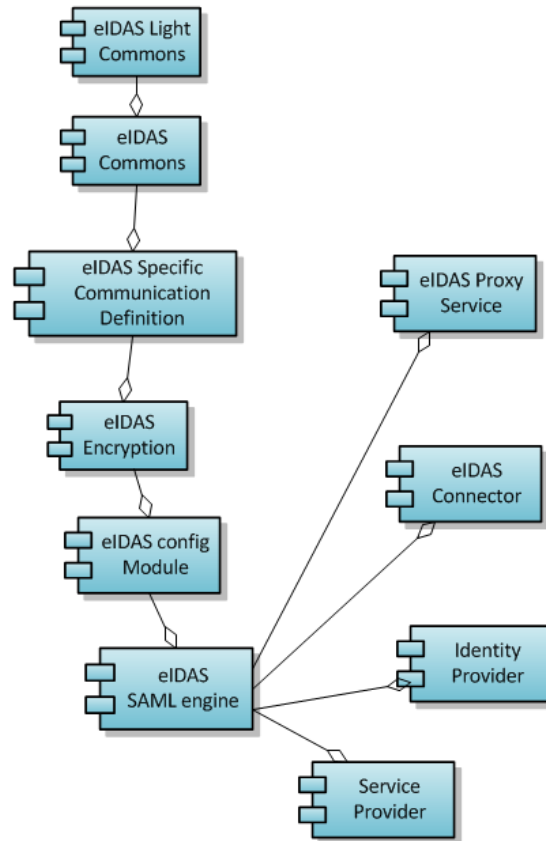 eIDAS Light
Commons
eIDAS
Commons
eIDAS Specific
Communication
Definition
eIDAS Proxy
Service
eIDAS
Encryption
eIDAS
Connector
eIDAS config
Module
Identity
Provider
eIDAS
SAML engine
Service
Provider